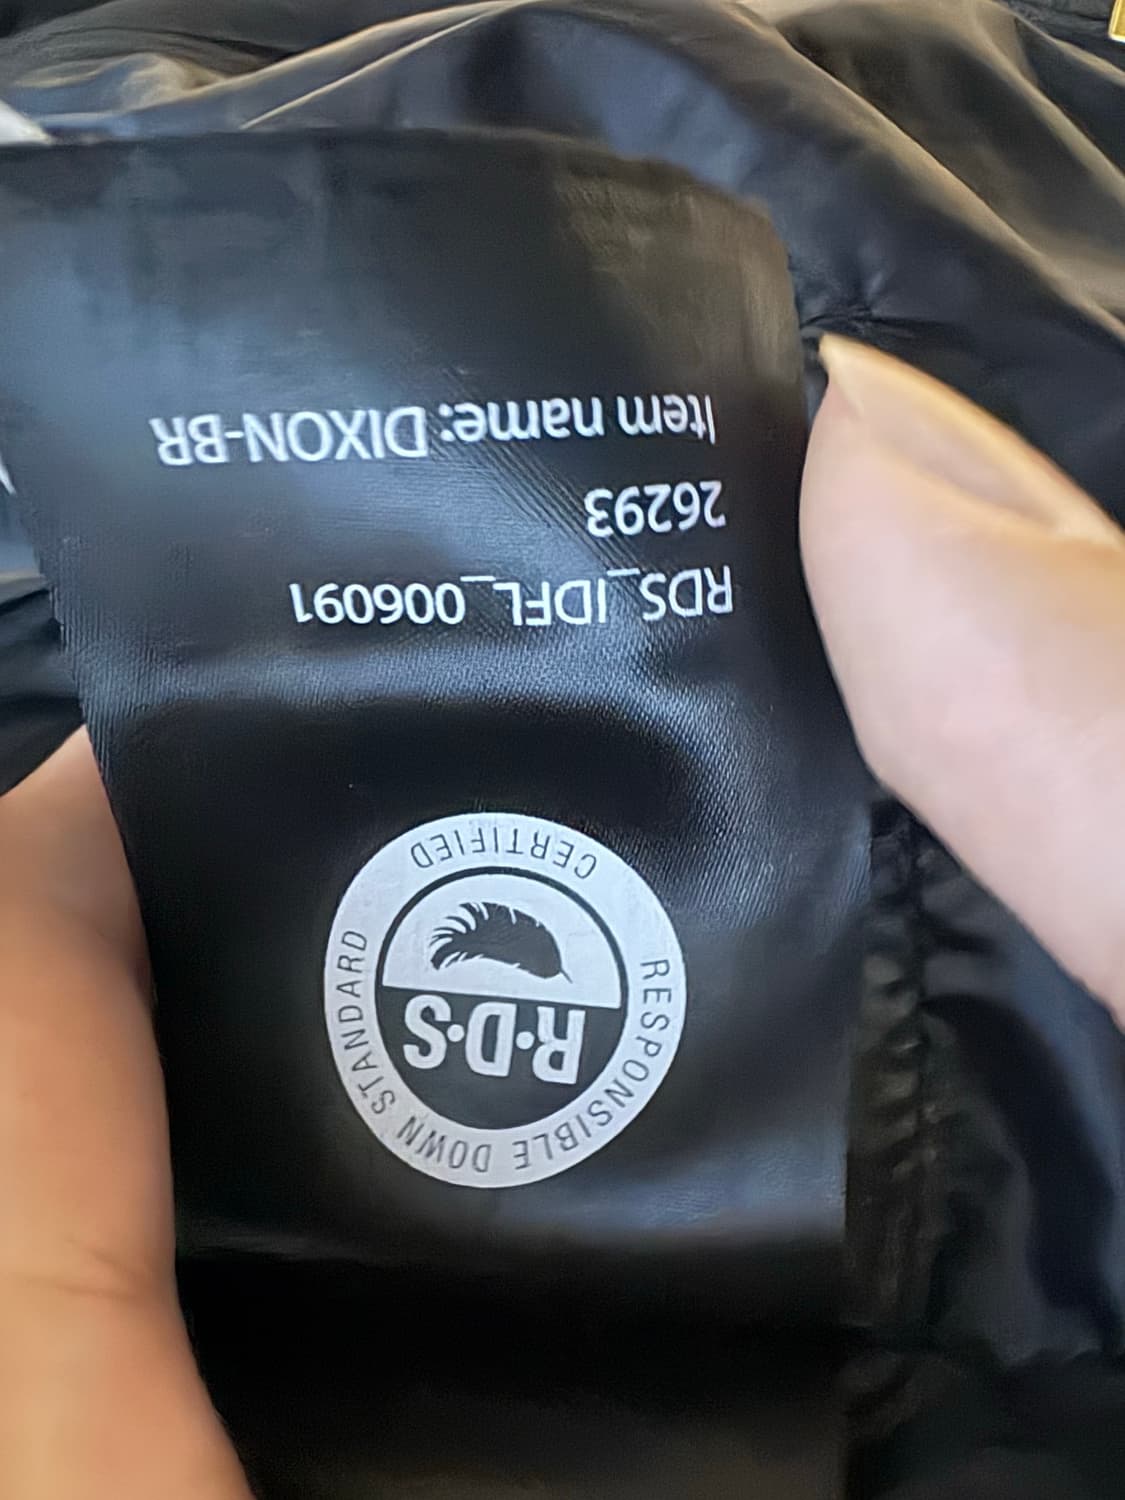 RESPONSIBLE DOWN STANDARD
R·D·S
CERTIFIED
RDS_IDFL_006091
26293
Item name: DIXON-BR